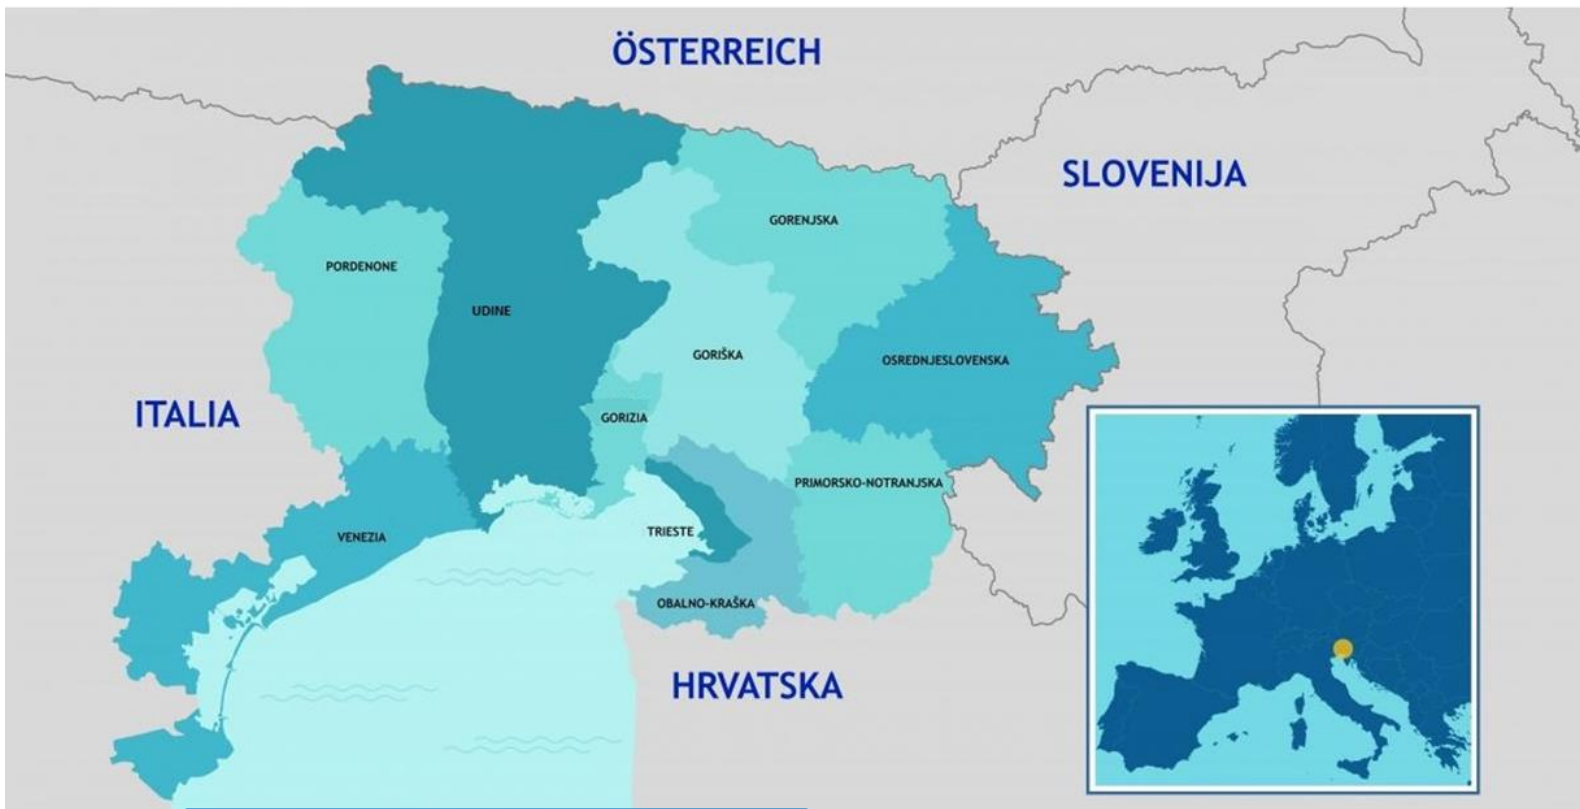 ÖSTERREICH
SLOVENIJA
GORENJSKA
PORDENONE
UDINE
GORIŠKA
OSREDNJESLOVENSKA
ITALIA
GORIZIA
PRIMORSKO-NOTRANJSKA
TRIESTE
VENEZIA
OBALNO-KRAŠKA
HRVATSKA